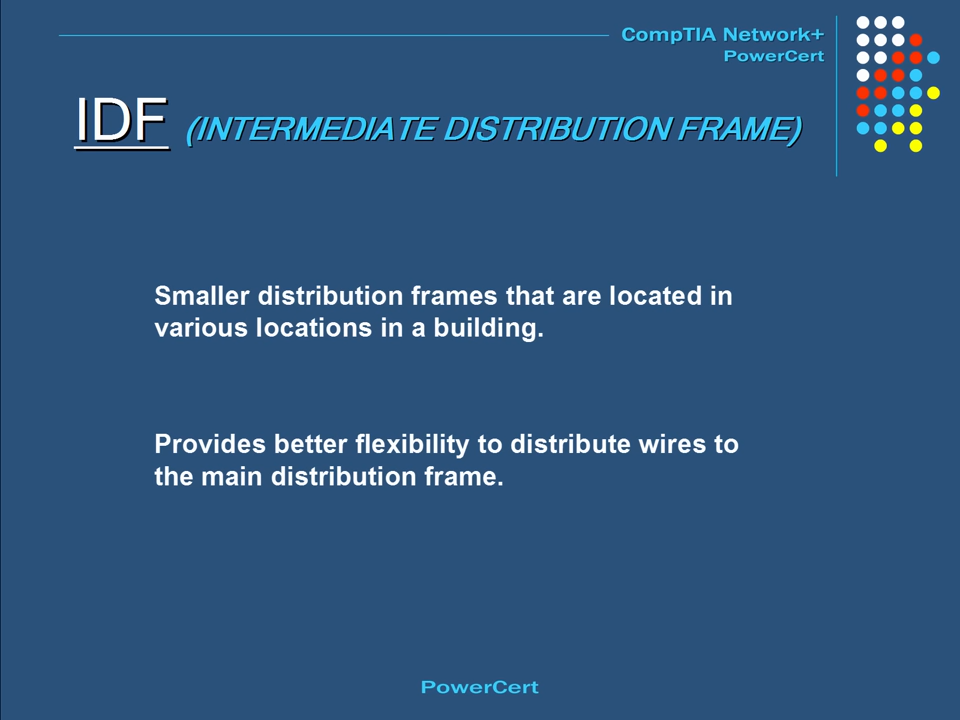 CompTIA Network+
PowerCert
IDF (INTERMEDIATE DISTRIBUTION FRAME)
Smaller distribution frames that are located in
various locations in a building.
Provides better flexibility to distribute wires to
the main distribution frame.
PowerCert